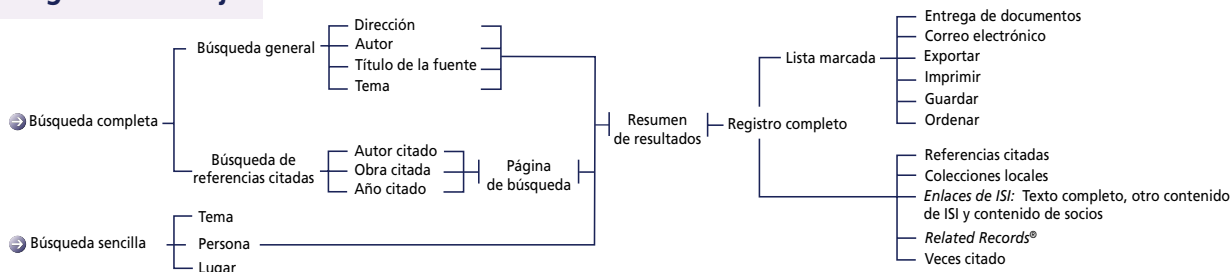 Búsqueda completa
Búsqueda general
Dirección
Autor
Título de la fuente
Tema
Búsqueda de
referencias citadas
Autor citado
Obra citada
Año citado
Página
de búsqueda
Búsqueda sencilla
Tema
Persona
Lugar
Resumen
de resultados
Registro completo
Lista marcada
Entrega de documentos
Correo electrónico
Exportar
Imprimir
Guardar
Ordenar
Referencias citadas
Colecciones locales
Enlaces de ISI: Texto completo, otro contenido
de ISI y contenido de socios
Related Records®
Veces citado